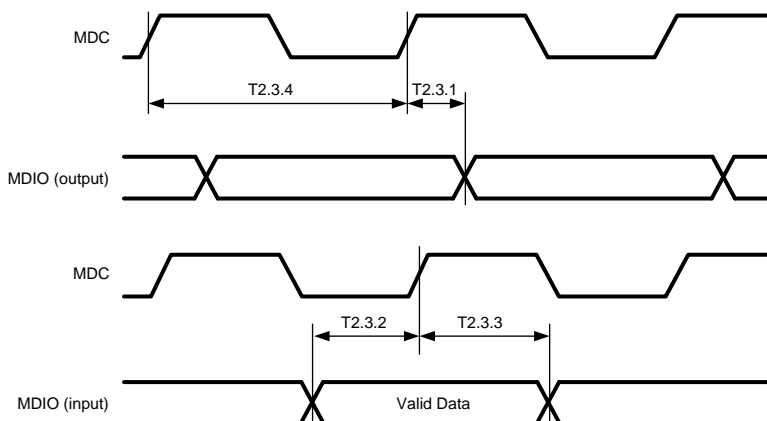 MDC
T2.3.4
T2.3.1
MDIO (output)
MDC
T2.3.2
T2.3.3
MDIO (input)
Valid Data